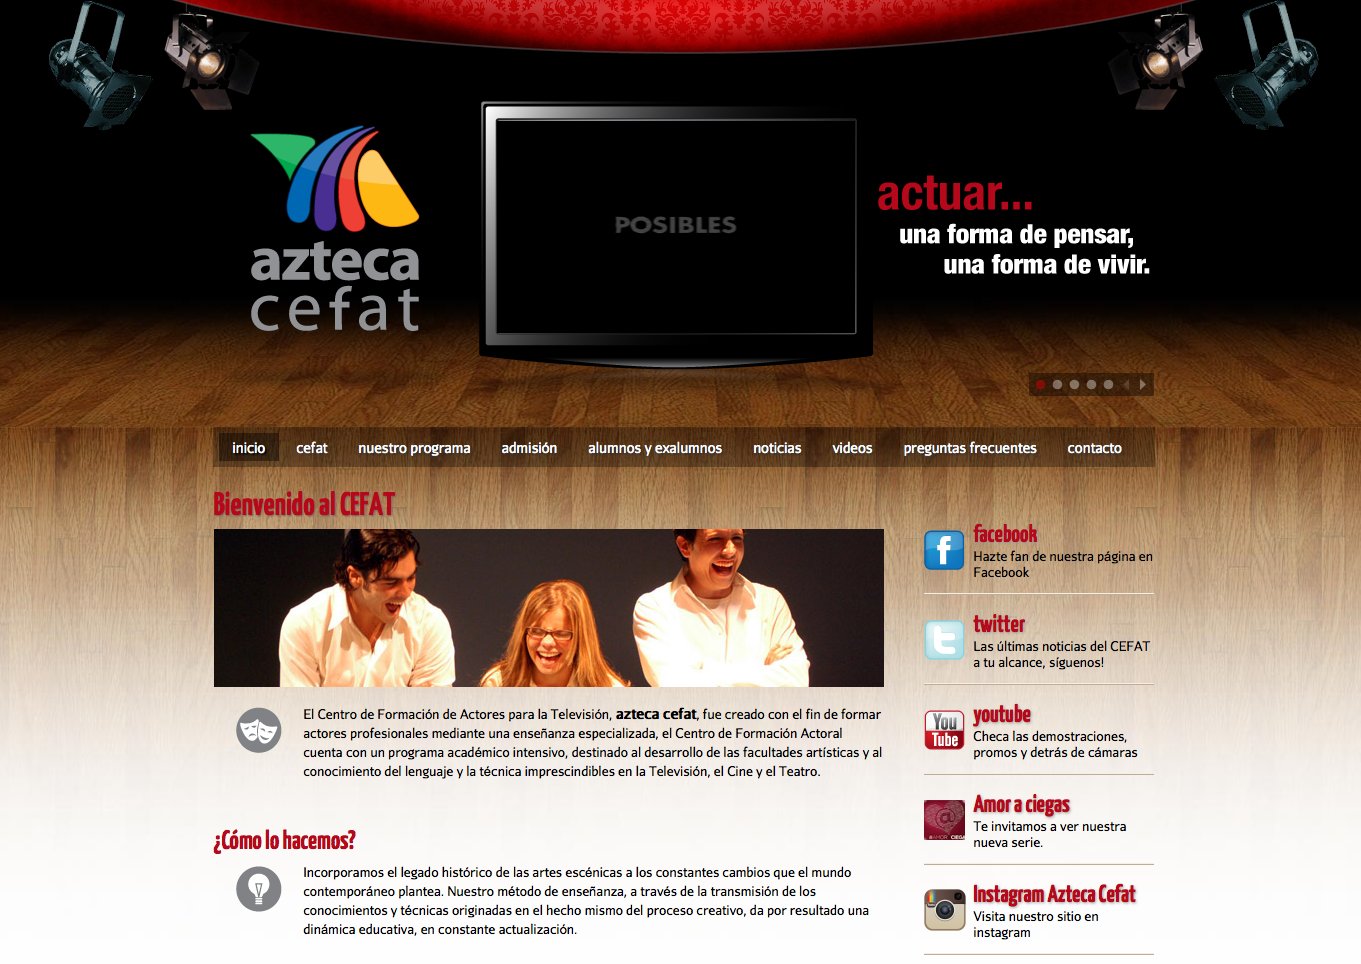 azteca
cefat
POSIBLES
actuar...
una forma de pensar,
una forma de vivir.
inicio cefat nuestro programa admisión alumnos y exalumnos noticias videos preguntas frecuentes contacto
Bienvenido al CEFAT
El Centro de Formación de Actores para la Televisión, azteca cefat, fue creado con el fin de formar
actores profesionales mediante una enseñanza especializada, el Centro de Formación Actoral
cuenta con un programa académico intensivo, destinado al desarrollo de las facultades artísticas y al
conocimiento del lenguaje y la técnica imprescindibles en la Televisión, el Cine y el Teatro.
¿Cómo lo hacemos?
Incorporamos el legado histórico de las artes escénicas a los constantes cambios que el mundo
contemporáneo plantea. Nuestro método de enseñanza, a través de la transmisión de los
conocimientos y técnicas originadas en el hecho mismo del proceso creativo, da por resultado una
dinámica educativa, en constante actualización.
f
facebook
Hazte fan de nuestra página en
Facebook
t
twitter
Las últimas noticias del CEFAT
a tu alcance, síguenos!
You
Tube
youtube
Checa las demostraciones,
promos y detrás de cámaras
@
#AMOR CIEGA
Amor a ciegas
Te invitamos a ver nuestra
nueva serie.
Instagram Azteca Cefat
Visita nuestro sitio en
instagram